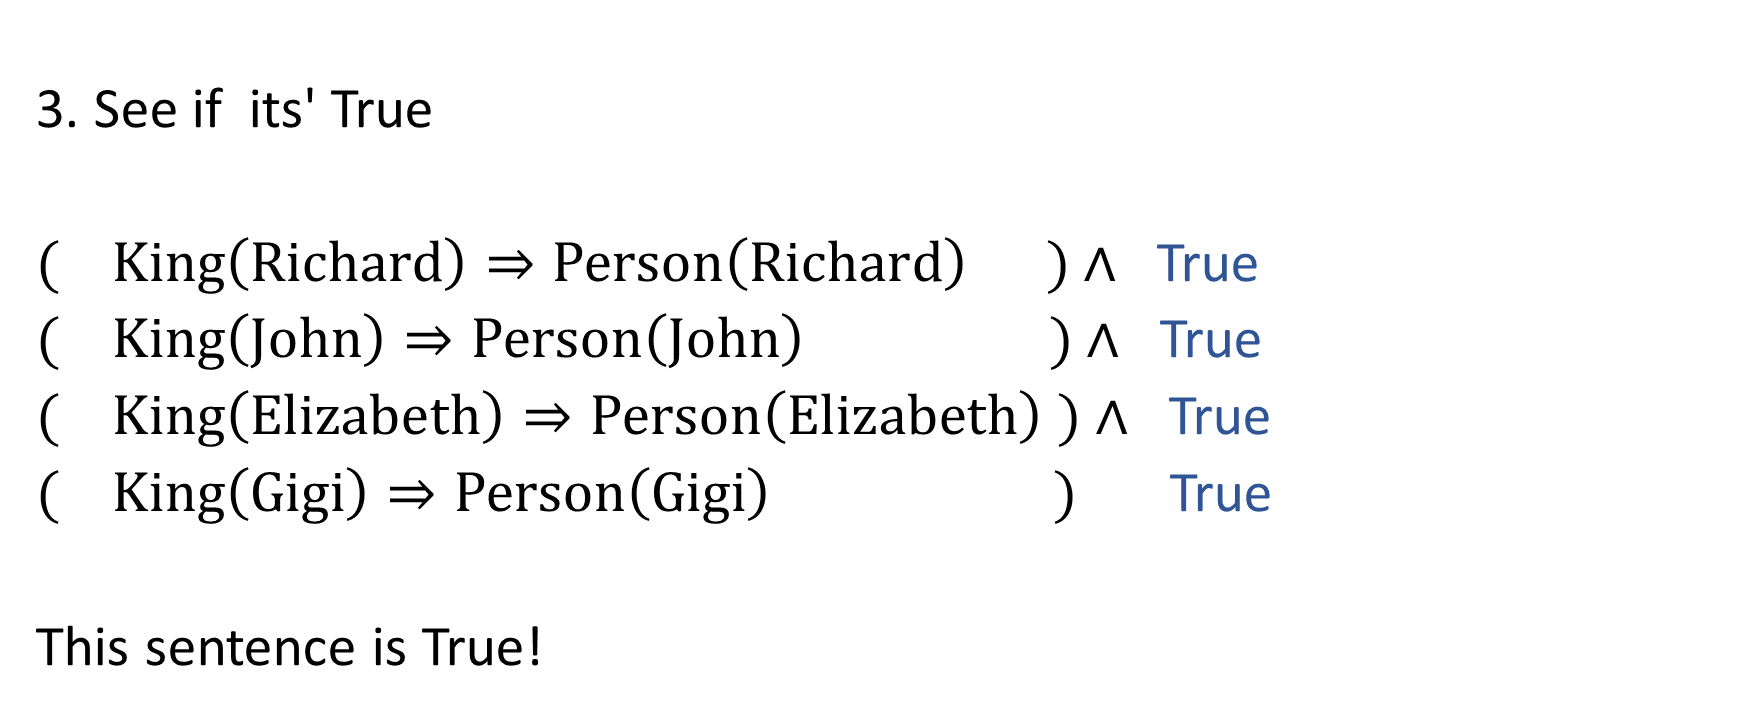 3. See if its' True
( King(Richard) ⇒ Person(Richard) ) ∧ True
( King(John) ⇒ Person(John) ) ∧ True
( King(Elizabeth) ⇒ Person(Elizabeth) ) ∧ True
( King(Gigi) ⇒ Person(Gigi) ) True
This sentence is True!